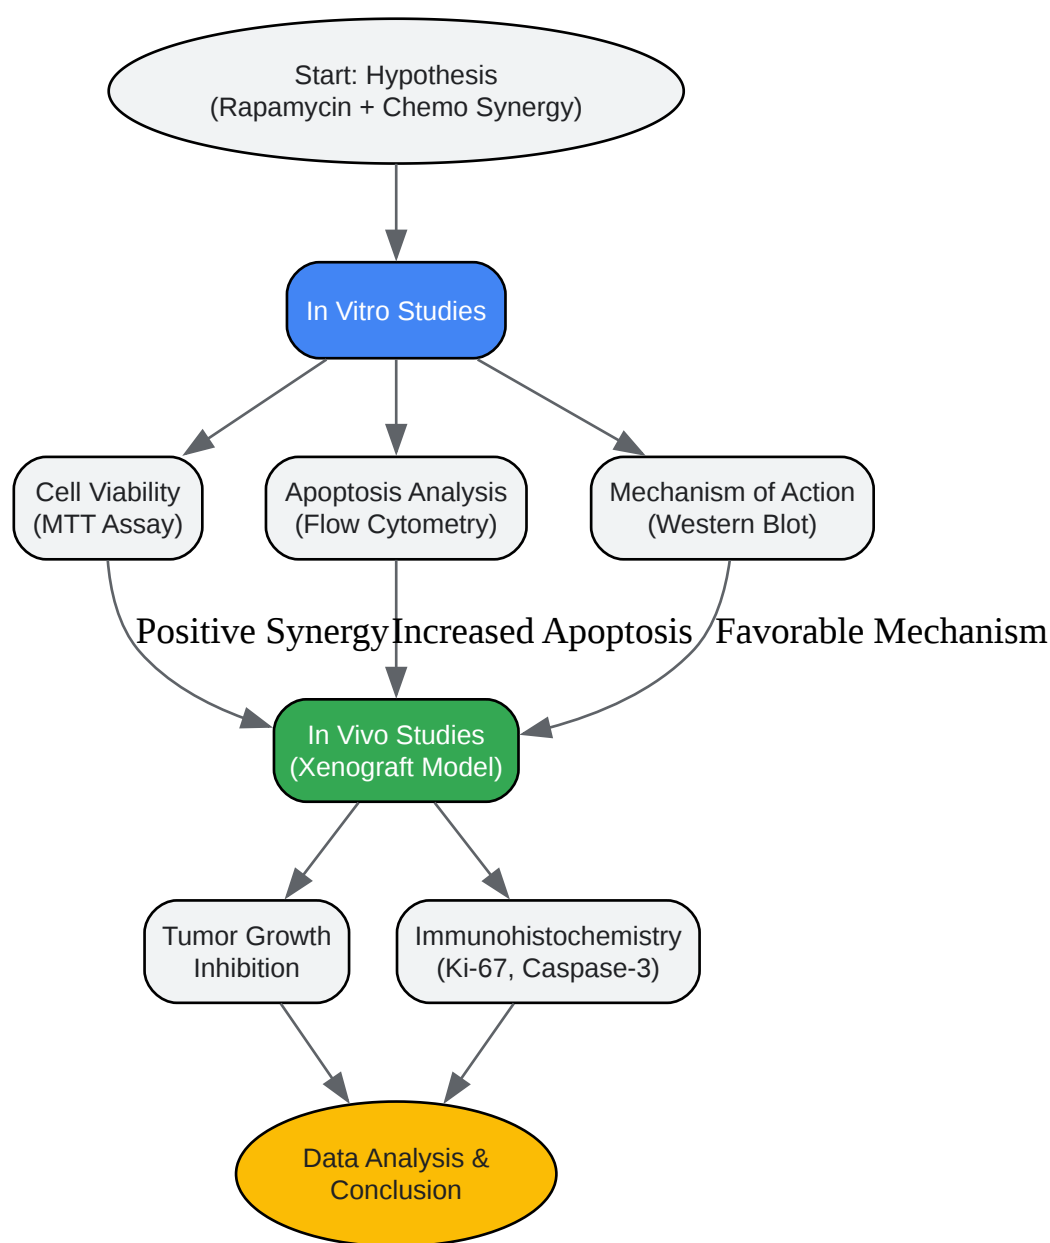 Start: Hypothesis
(Rapamycin + Chemo Synergy)
In Vitro Studies
Cell Viability
(MTT Assay)
Apoptosis Analysis
(Flow Cytometry)
Mechanism of Action
(Western Blot)
Positive Synergy
Increased Apoptosis
Favorable Mechanism
In Vivo Studies
(Xenograft Model)
Tumor Growth
Inhibition
Immunohistochemistry
(Ki-67, Caspase-3)
Data Analysis &
Conclusion